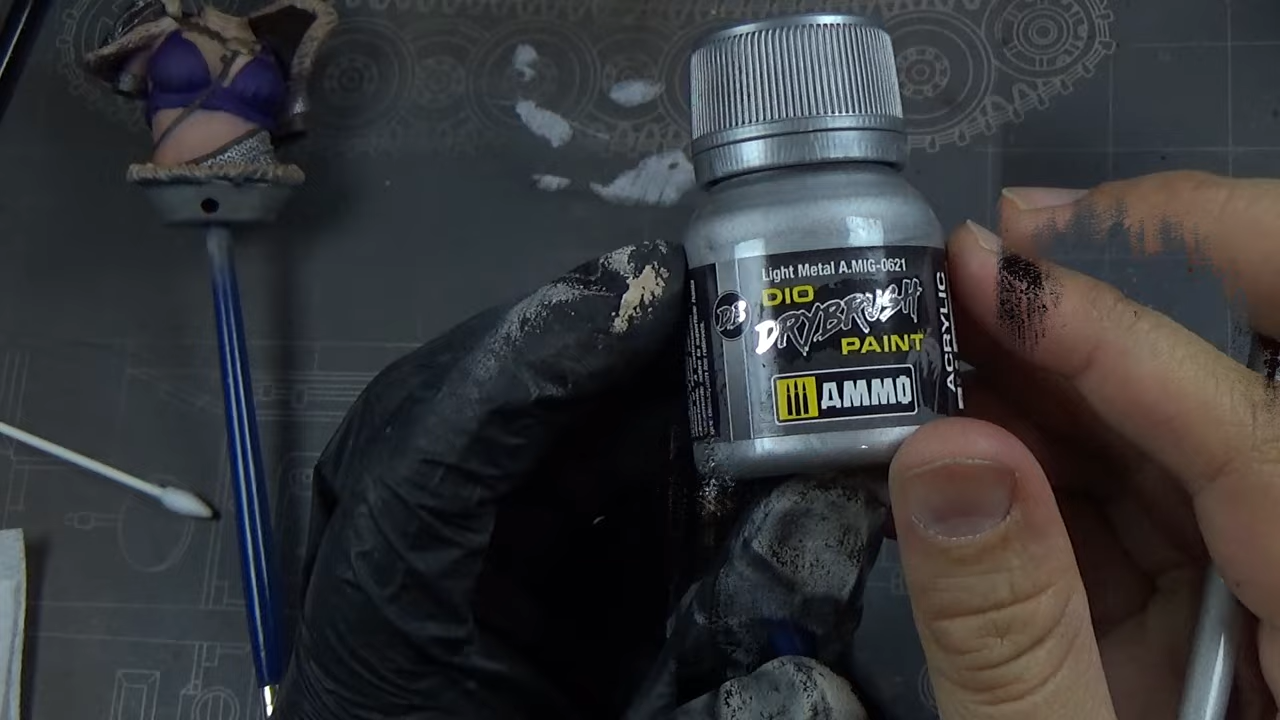 Light Metal A.MIG-0621
DB
DIO
DRYBRUSH
PAINT
AMMO
ACRYLIC